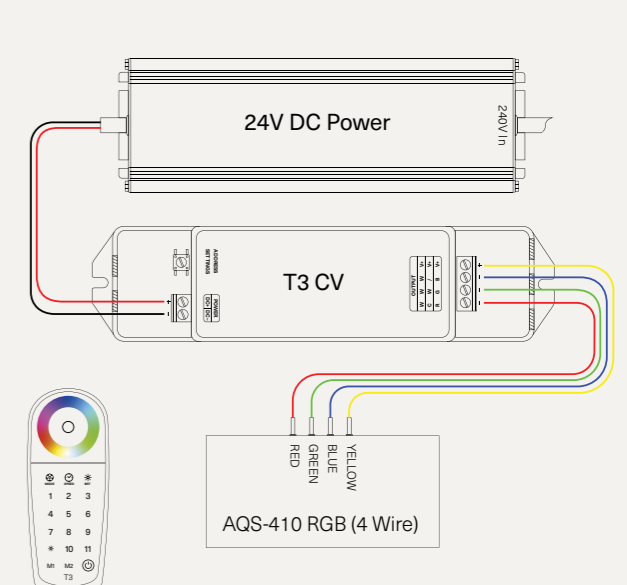 24V DC Power
240V In
ADDRESS
SETTINGS
T3 CV
OUTPUT
V+ V+ V+
W / B
W W G
W C R
+
-
-
-
POWER
DC+ DC-
+
-
RED
GREEN
BLUE
YELLOW
AQS-410 RGB (4 Wire)
1 2 3
4 5 6
7 8 9
* 10 11
M1 M2
T3